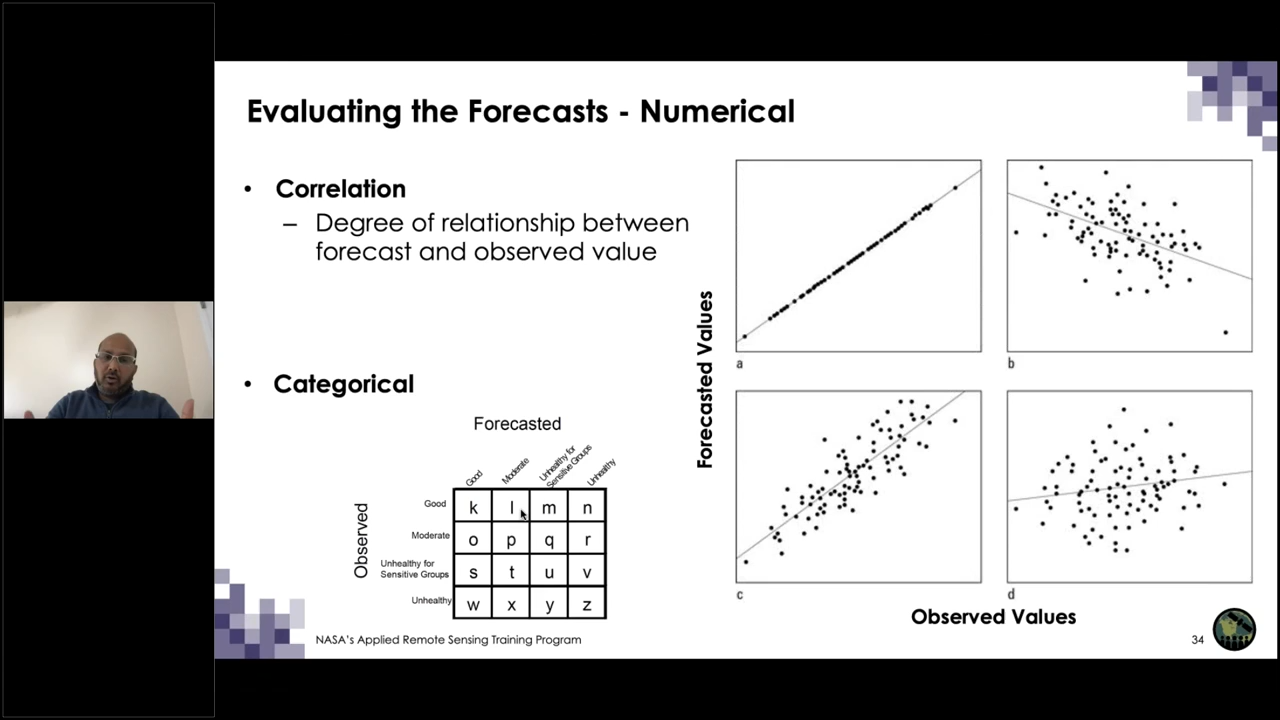 Evaluating the Forecasts - Numerical
• Correlation
– Degree of relationship between
forecast and observed value
• Categorical
Forecasted
Good
Moderate
Unhealthy for
Sensitive Groups
Unhealthy
Observed
Good k l m n
Moderate o p q r
Unhealthy for
Sensitive Groups s t u v
Unhealthy w x y z
Forecasted Values
a
b
c
d
Observed Values
NASA's Applied Remote Sensing Training Program
34